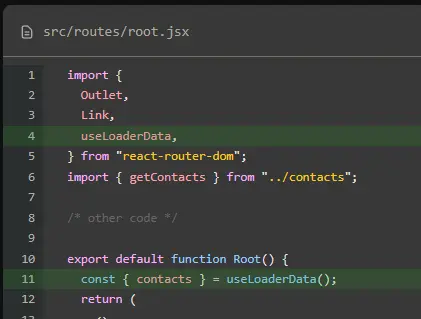 src/routes/root.jsx
1 import {
2 Outlet,
3 Link,
4 useLoaderData,
5 } from "react-router-dom";
6 import { getContacts } from "../contacts";
7
8 /* other code */
9
10 export default function Root() {
11 const { contacts } = useLoaderData();
12 return (